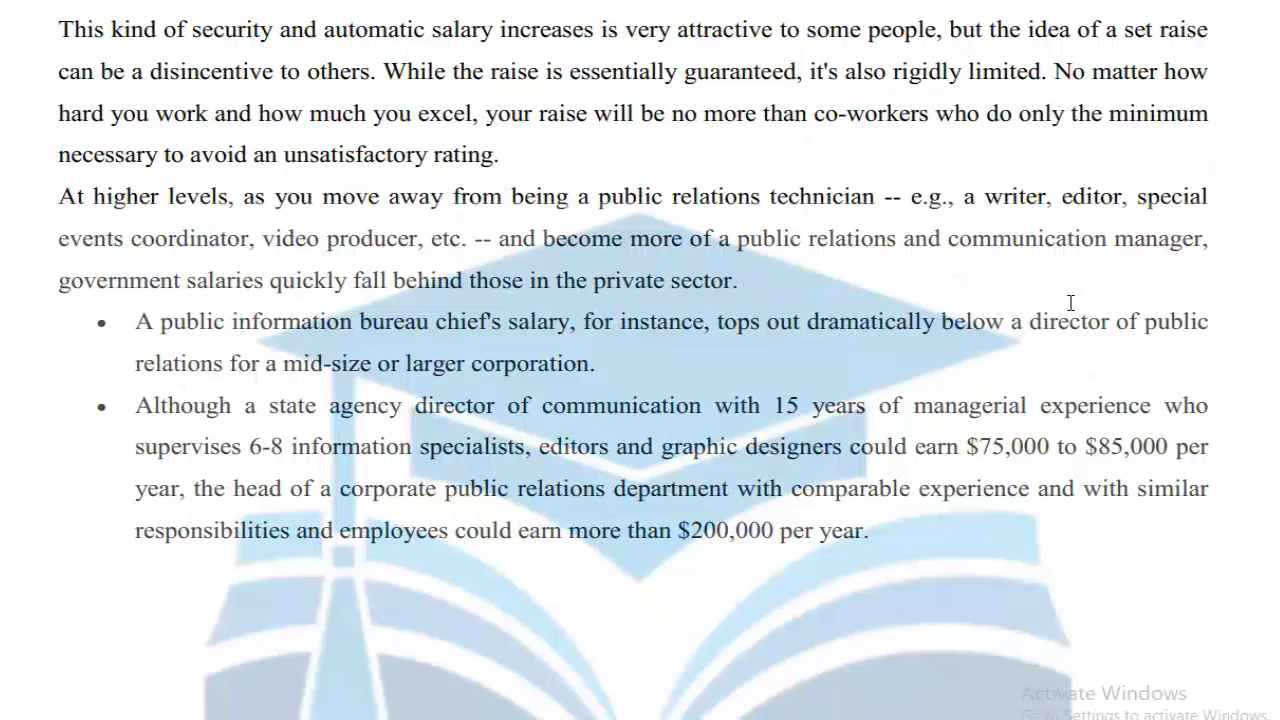 This kind of security and automatic salary increases is very attractive to some people, but the idea of a set raise
can be a disincentive to others. While the raise is essentially guaranteed, it's also rigidly limited. No matter how
hard you work and how much you excel, your raise will be no more than co-workers who do only the minimum
necessary to avoid an unsatisfactory rating.
At higher levels, as you move away from being a public relations technician -- e.g., a writer, editor, special
events coordinator, video producer, etc. -- and become more of a public relations and communication manager,
government salaries quickly fall behind those in the private sector.
• A public information bureau chief's salary, for instance, tops out dramatically below a director of public
relations for a mid-size or larger corporation.
• Although a state agency director of communication with 15 years of managerial experience who
supervises 6-8 information specialists, editors and graphic designers could earn $75,000 to $85,000 per
year, the head of a corporate public relations department with comparable experience and with similar
responsibilities and employees could earn more than $200,000 per year.
Activate Windows
Go to Settings to activate Windows.